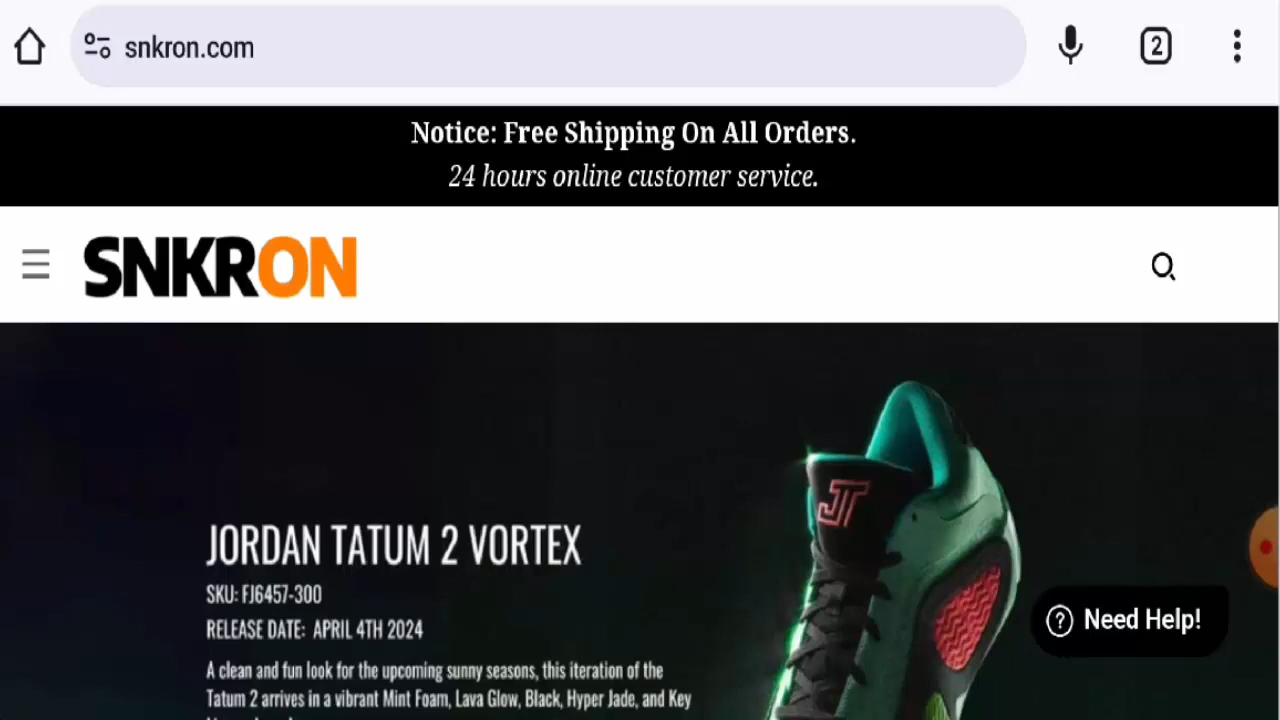 snkron.com
2
Notice: Free Shipping On All Orders.
24 hours online customer service.
SNKRON
JORDAN TATUM 2 VORTEX
SKU: FJ6457-300
RELEASE DATE: APRIL 4TH 2024
A clean and fun look for the upcoming sunny seasons, this iteration of the
Tatum 2 arrives in a vibrant Mint Foam, Lava Glow, Black, Hyper Jade, and Key
JT
? Need Help!